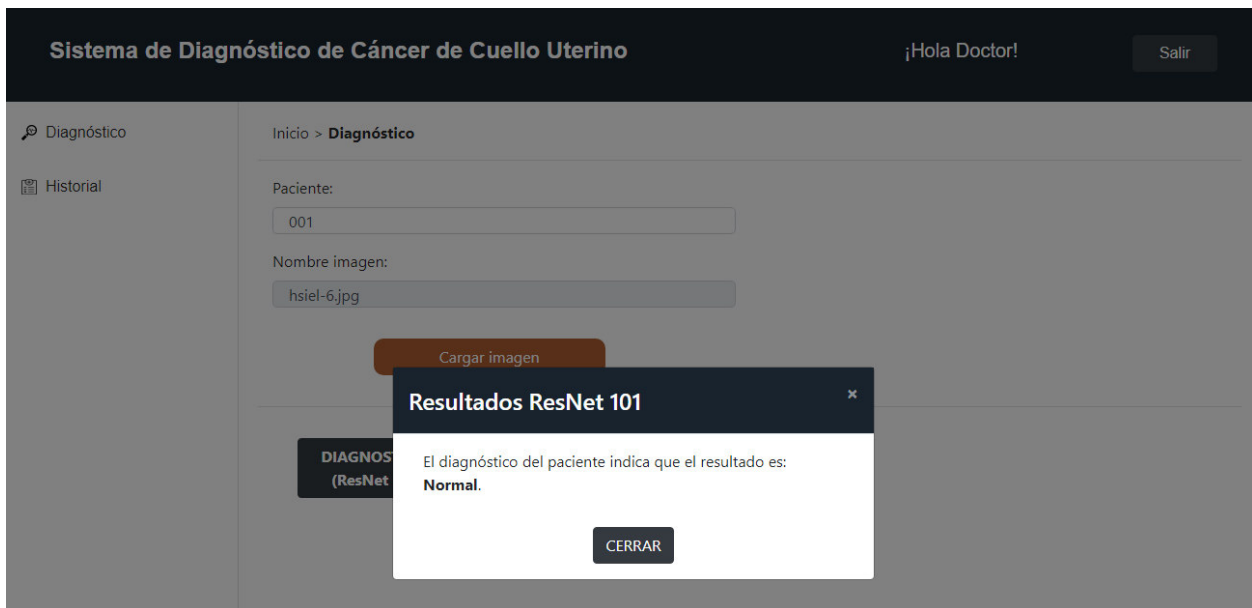 Sistema de Diagnóstico de Cáncer de Cuello Uterino
¡Hola Doctor!
Salir
Diagnóstico
Historial
Inicio > Diagnóstico
Paciente:
001
Nombre imagen:
hsiel-6.jpg
Cargar imagen
DIAGNOS
(ResNet
Resultados ResNet 101
×
El diagnóstico del paciente indica que el resultado es:
Normal.
CERRAR